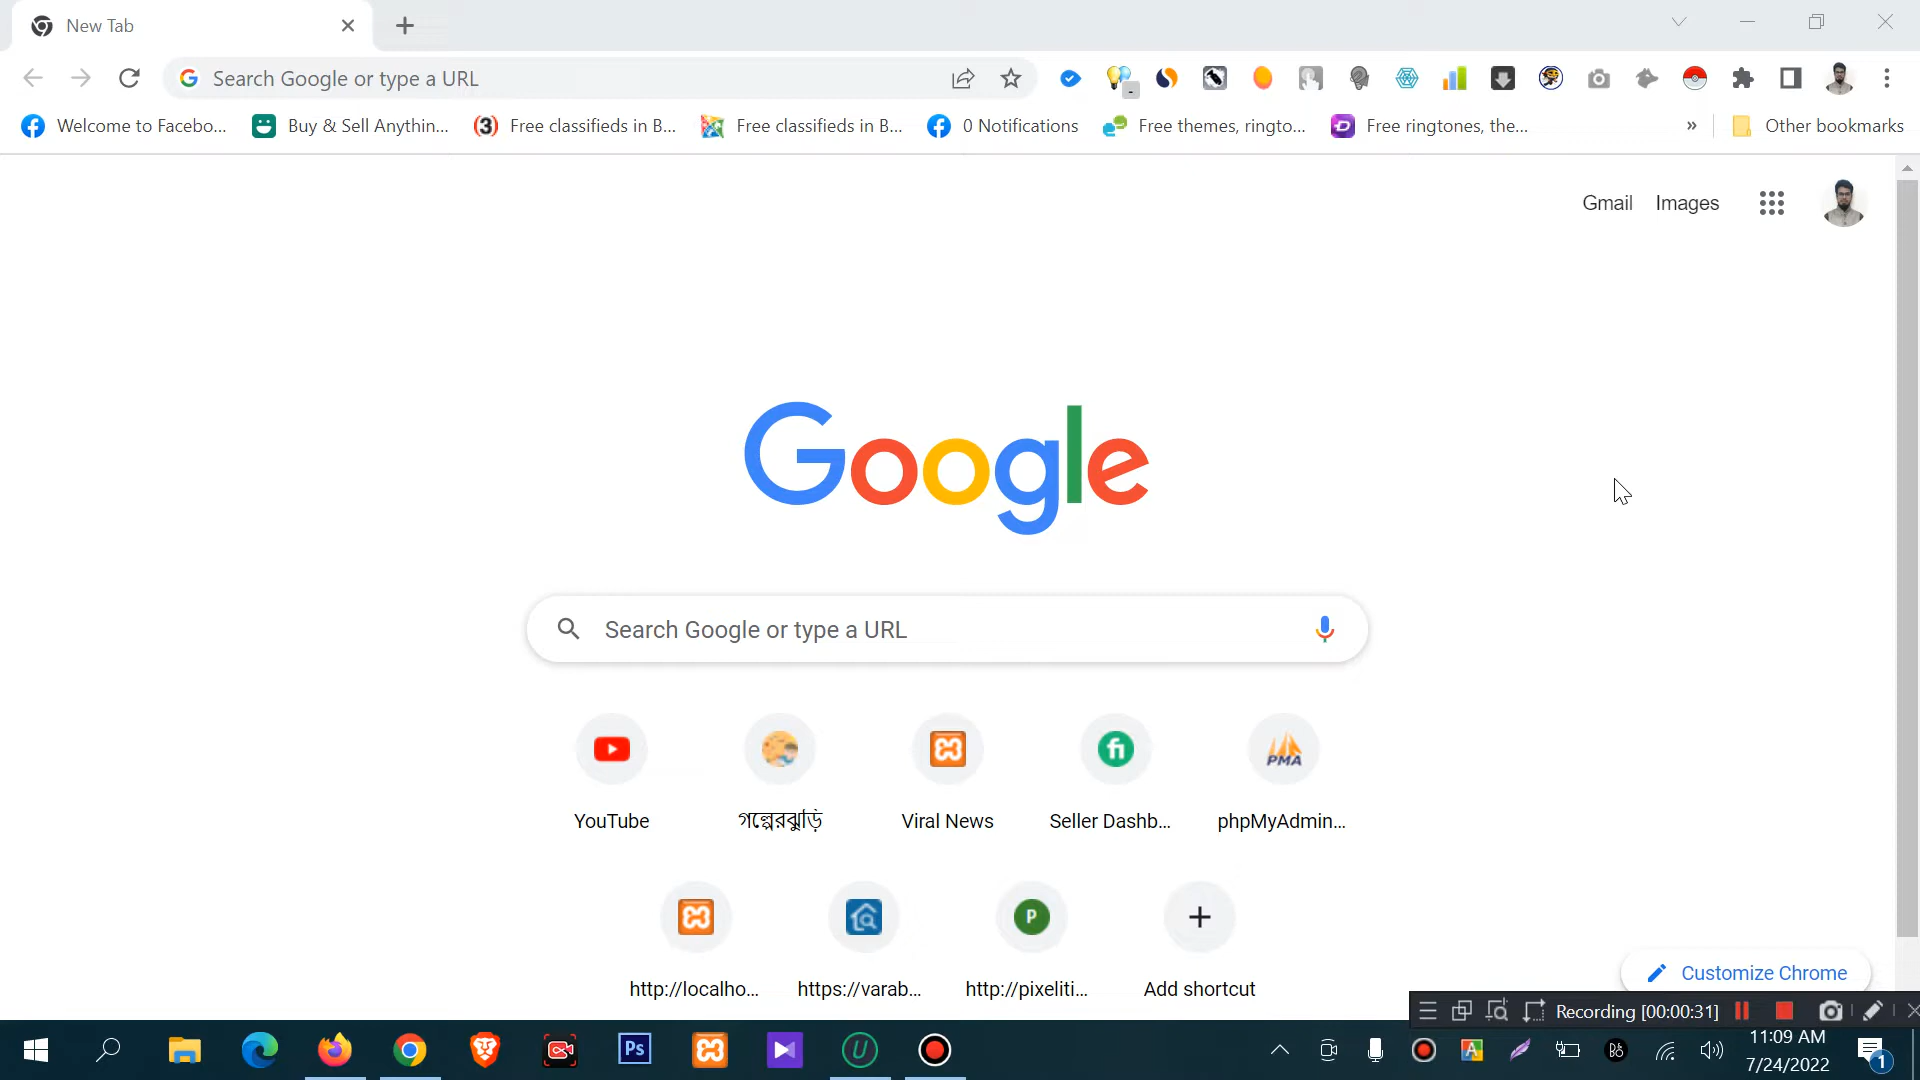 New Tab
Search Google or type a URL
Welcome to Facebo...
Buy & Sell Anythin...
Free classifieds in B...
Free classifieds in B...
0 Notifications
Free themes, ringto...
Free ringtones, the...
»
Other bookmarks
Gmail
Images
Google
Search Google or type a URL
PMA
YouTube
গল্পেরঝুড়ি
Viral News
Seller Dashb...
phpMyAdmin...
P
http://localho...
https://varab...
http://pixeliti...
Add shortcut
Customize Chrome
Recording [00:00:31]
Ps
11:09 AM
7/24/2022
1